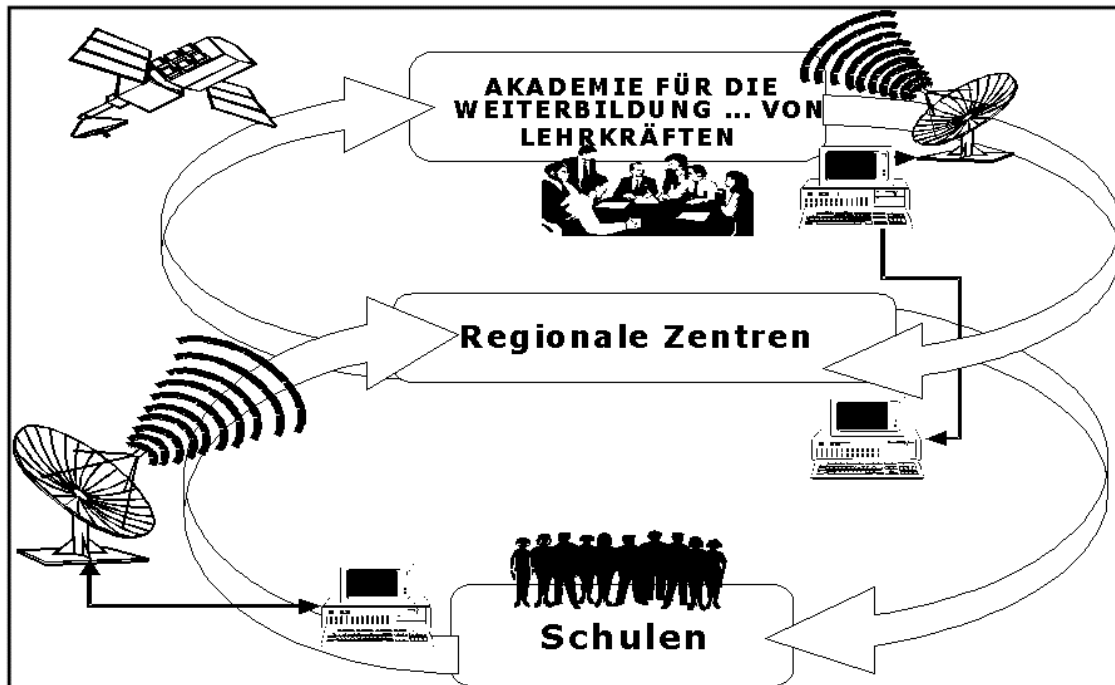 AKADEMIE FÜR DIE
WEITERBILDUNG ... VON
LEHRKRÄFTEN
Regionale Zentren
Schulen